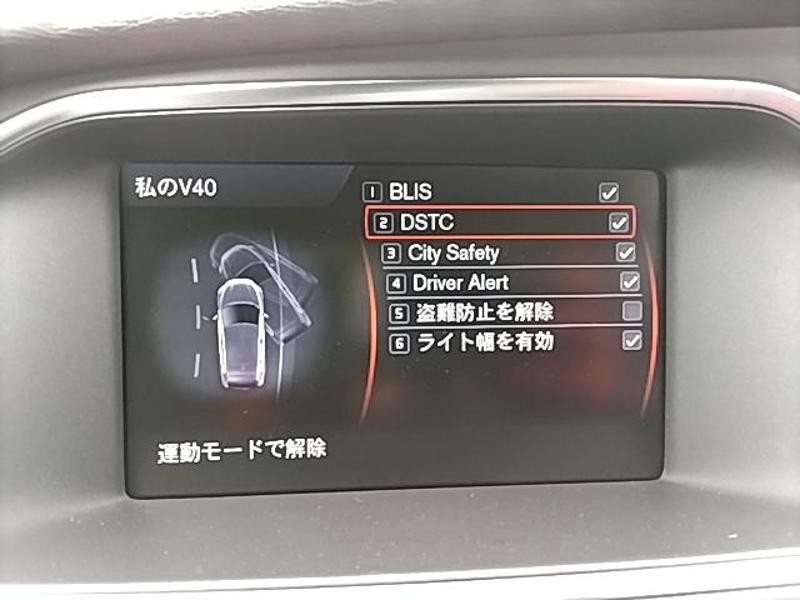 私のV40
1 BLIS
2 DSTC
3 City Safety
4 Driver Alert
5 盗難防止を解除
6 ライト幅を有効
運動モードで解除